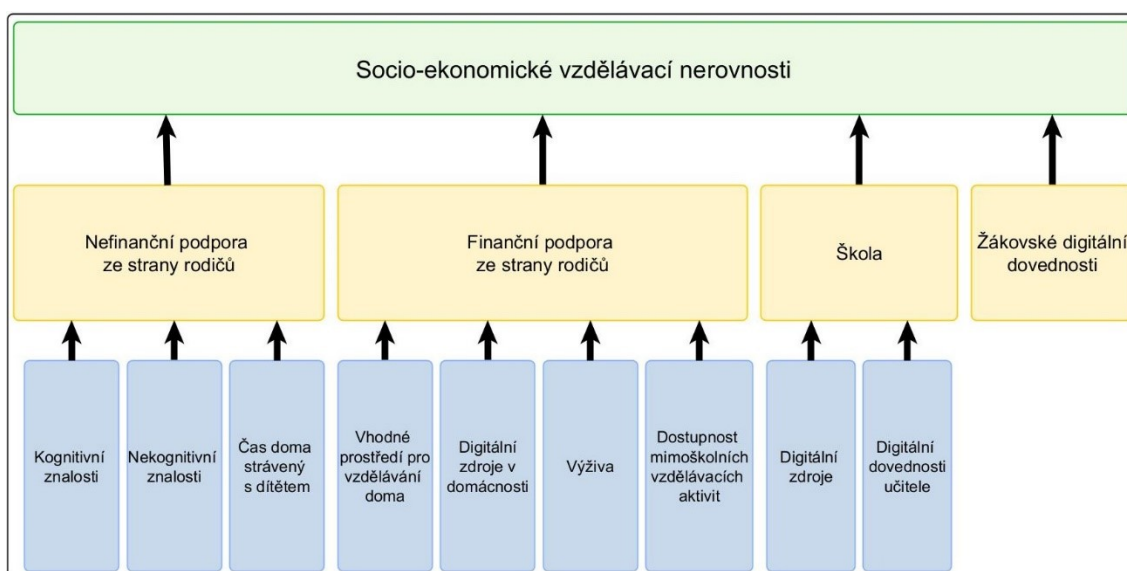 Socio-ekonomické vzdělávací nerovnosti
Nefinanční podpora
ze strany rodičů
Finanční podpora
ze strany rodičů
Škola
Žákovské digitální
dovednosti
Kognitivní
znalosti
Nekognitivní
znalosti
Čas doma
strávený
s dítětem
Vhodné
prostředí pro
vzdělávání
doma
Digitální
zdroje v
domácnosti
Výživa
Dostupnost
mimoškolních
vzdělávacích
aktivit
Digitální
zdroje
Digitální
dovednosti
učitele